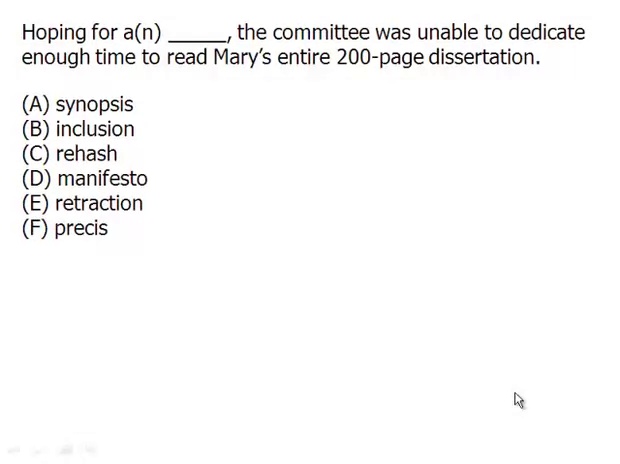 Hoping for a(n) _____, the committee was unable to dedicate
enough time to read Mary’s entire 200-page dissertation.
(A) synopsis
(B) inclusion
(C) rehash
(D) manifesto
(E) retraction
(F) precis